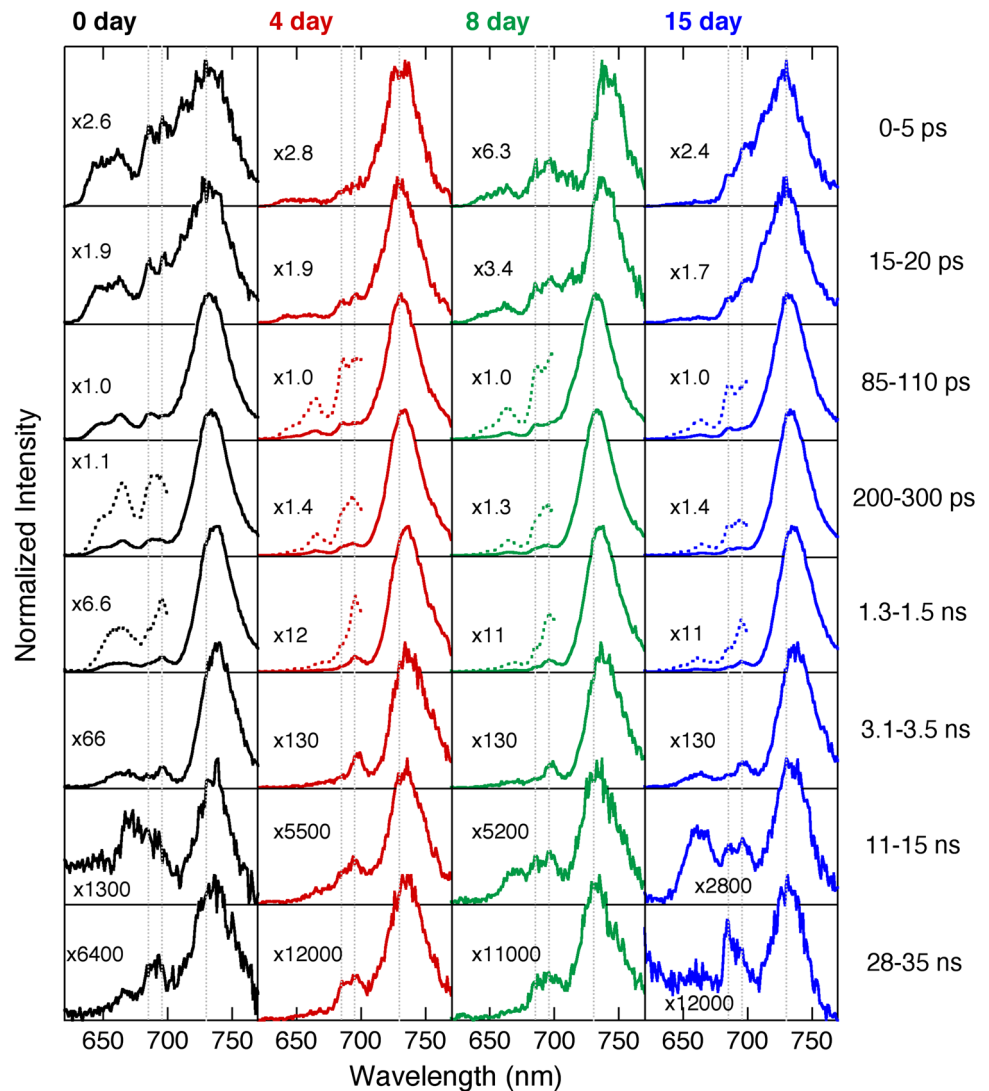 0 day 4 day 8 day 15 day
x2.6 x2.8 x6.3 x2.4 0-5 ps
x1.9 x1.9 x3.4 x1.7 15-20 ps
x1.0 x1.0 x1.0 x1.0 85-110 ps
x1.1 x1.4 x1.3 x1.4 200-300 ps
x6.6 x12 x11 x11 1.3-1.5 ns
x66 x130 x130 x130 3.1-3.5 ns
x1300 x5500 x5200 x2800 11-15 ns
x6400 x12000 x11000 x12000 28-35 ns
650 700 750 650 700 750 650 700 750 650 700 750
Wavelength (nm)
Normalized Intensity